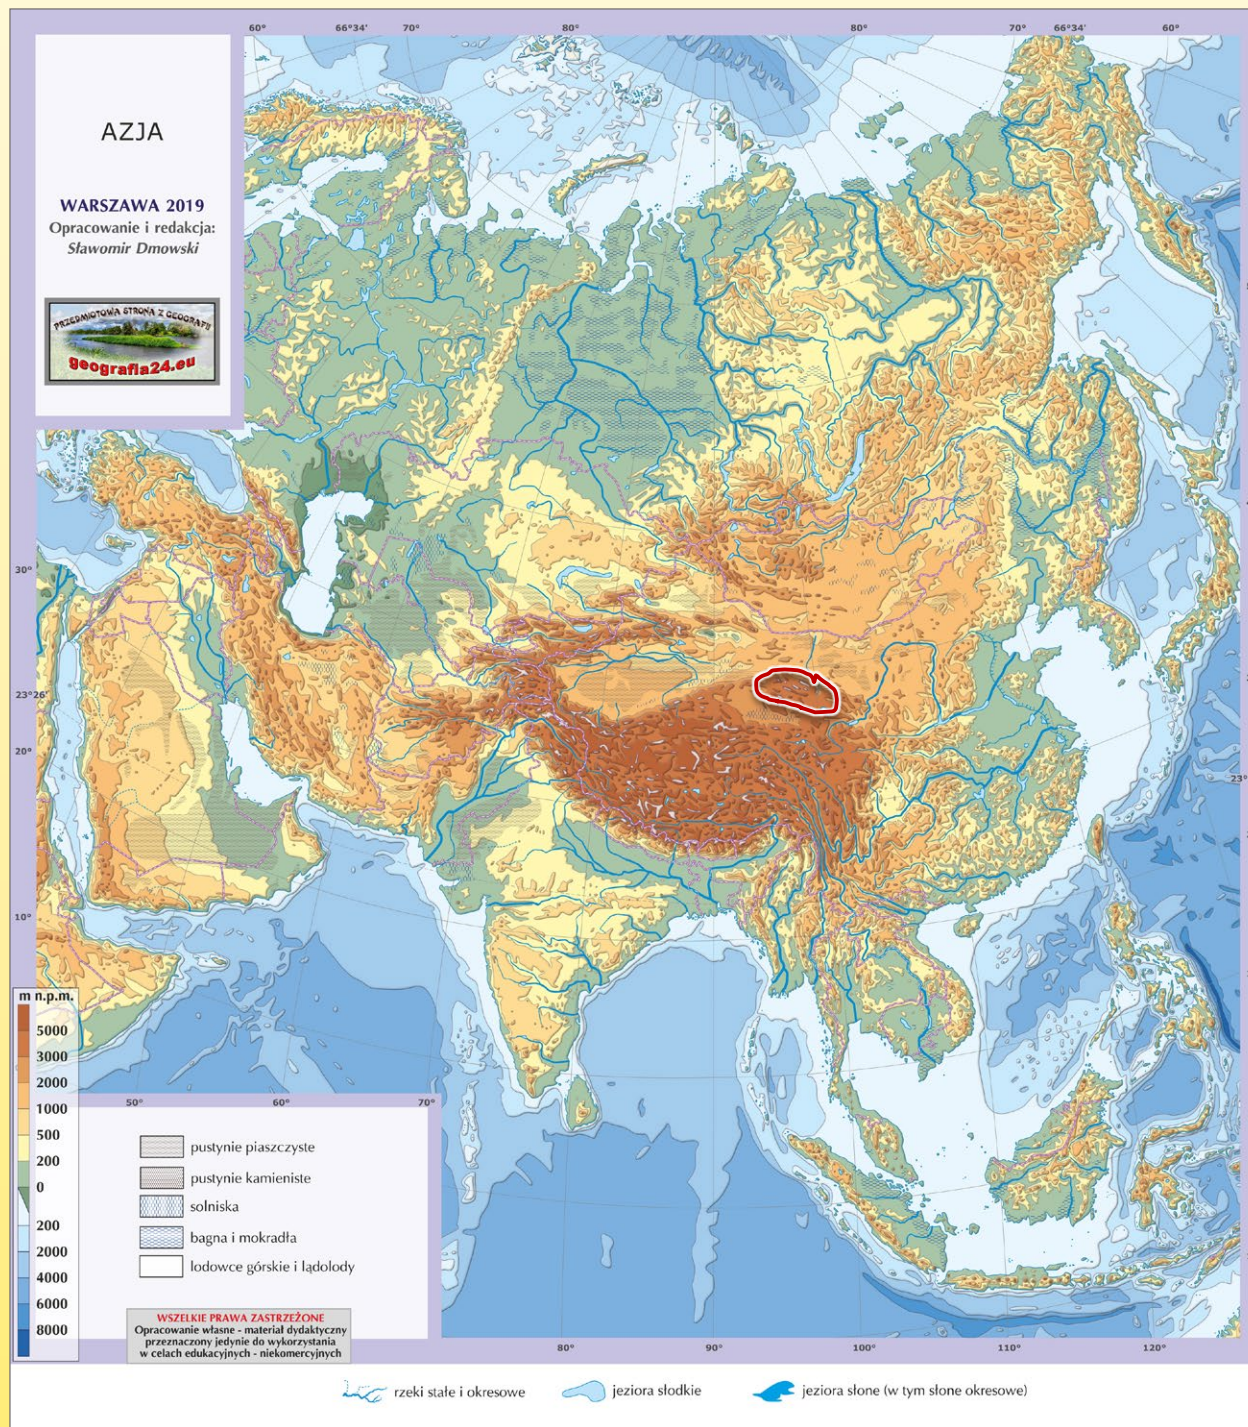 60° 66°34' 70° 80° 80° 70° 66°34' 60°
AZJA
WARSZAWA 2019
Opracowanie i redakcja:
Sławomir Dmowski
PRZEDMIOTOWA STRONA Z GEOGRAFII
geografia24.eu
30°
23°26'
20°
23°
10°
m n.p.m.
5000
3000
2000
1000
500
200
0
200
2000
4000
6000
8000
50° 60° 70°
pustynie piaszczyste
pustynie kamieniste
solniska
bagna i mokradła
lodowce górskie i lądolody
WSZELKIE PRAWA ZASTRZEŻONE
Opracowanie własne - materiał dydaktyczny
przeznaczony jedynie do wykorzystania
w celach edukacyjnych - niekomercyjnych
80° 90° 100° 110° 120°
rzeki stałe i okresowe jeziora słodkie jeziora słone (w tym słone okresowe)